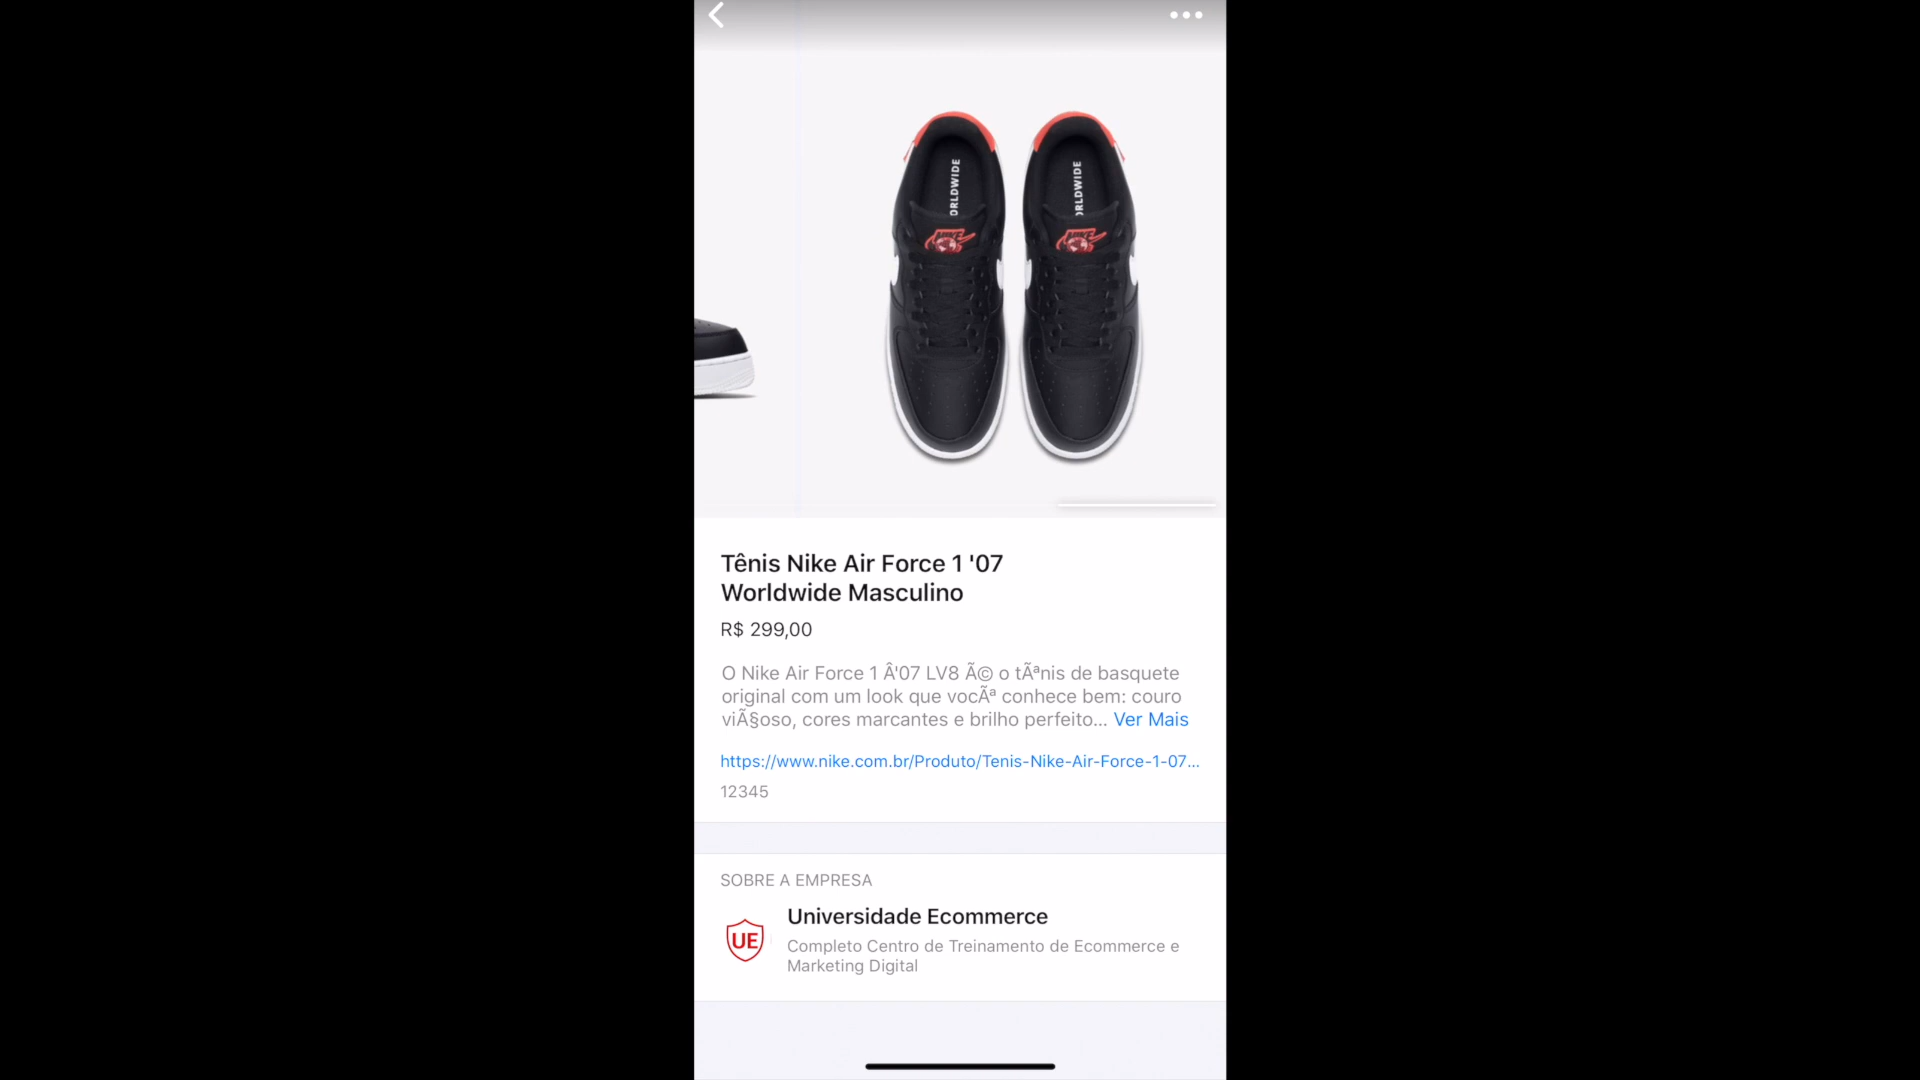 ORLDWIDE
ORLDWIDE
NIKE
NIKE
Tênis Nike Air Force 1 '07
Worldwide Masculino
R$ 299,00
O Nike Air Force 1 Â'07 LV8 Ã© o tÃªnis de basquete
original com um look que vocÃª conhece bem: couro
viÃ§oso, cores marcantes e brilho perfeito... Ver Mais
https://www.nike.com.br/Produto/Tenis-Nike-Air-Force-1-07...
12345
SOBRE A EMPRESA
UE
Universidade Ecommerce
Completo Centro de Treinamento de Ecommerce e
Marketing Digital